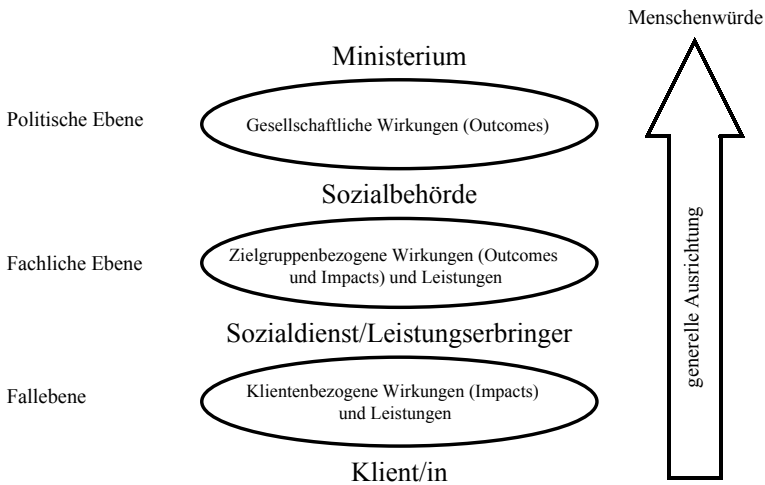 Menschenwürde
Ministerium
Politische Ebene
Gesellschaftliche Wirkungen (Outcomes)
Sozialbehörde
Fachliche Ebene
Zielgruppenbezogene Wirkungen (Outcomes
und Impacts) und Leistungen
generelle Ausrichtung
Sozialdienst/Leistungserbringer
Fallebene
Klientenbezogene Wirkungen (Impacts)
und Leistungen
Klient/in